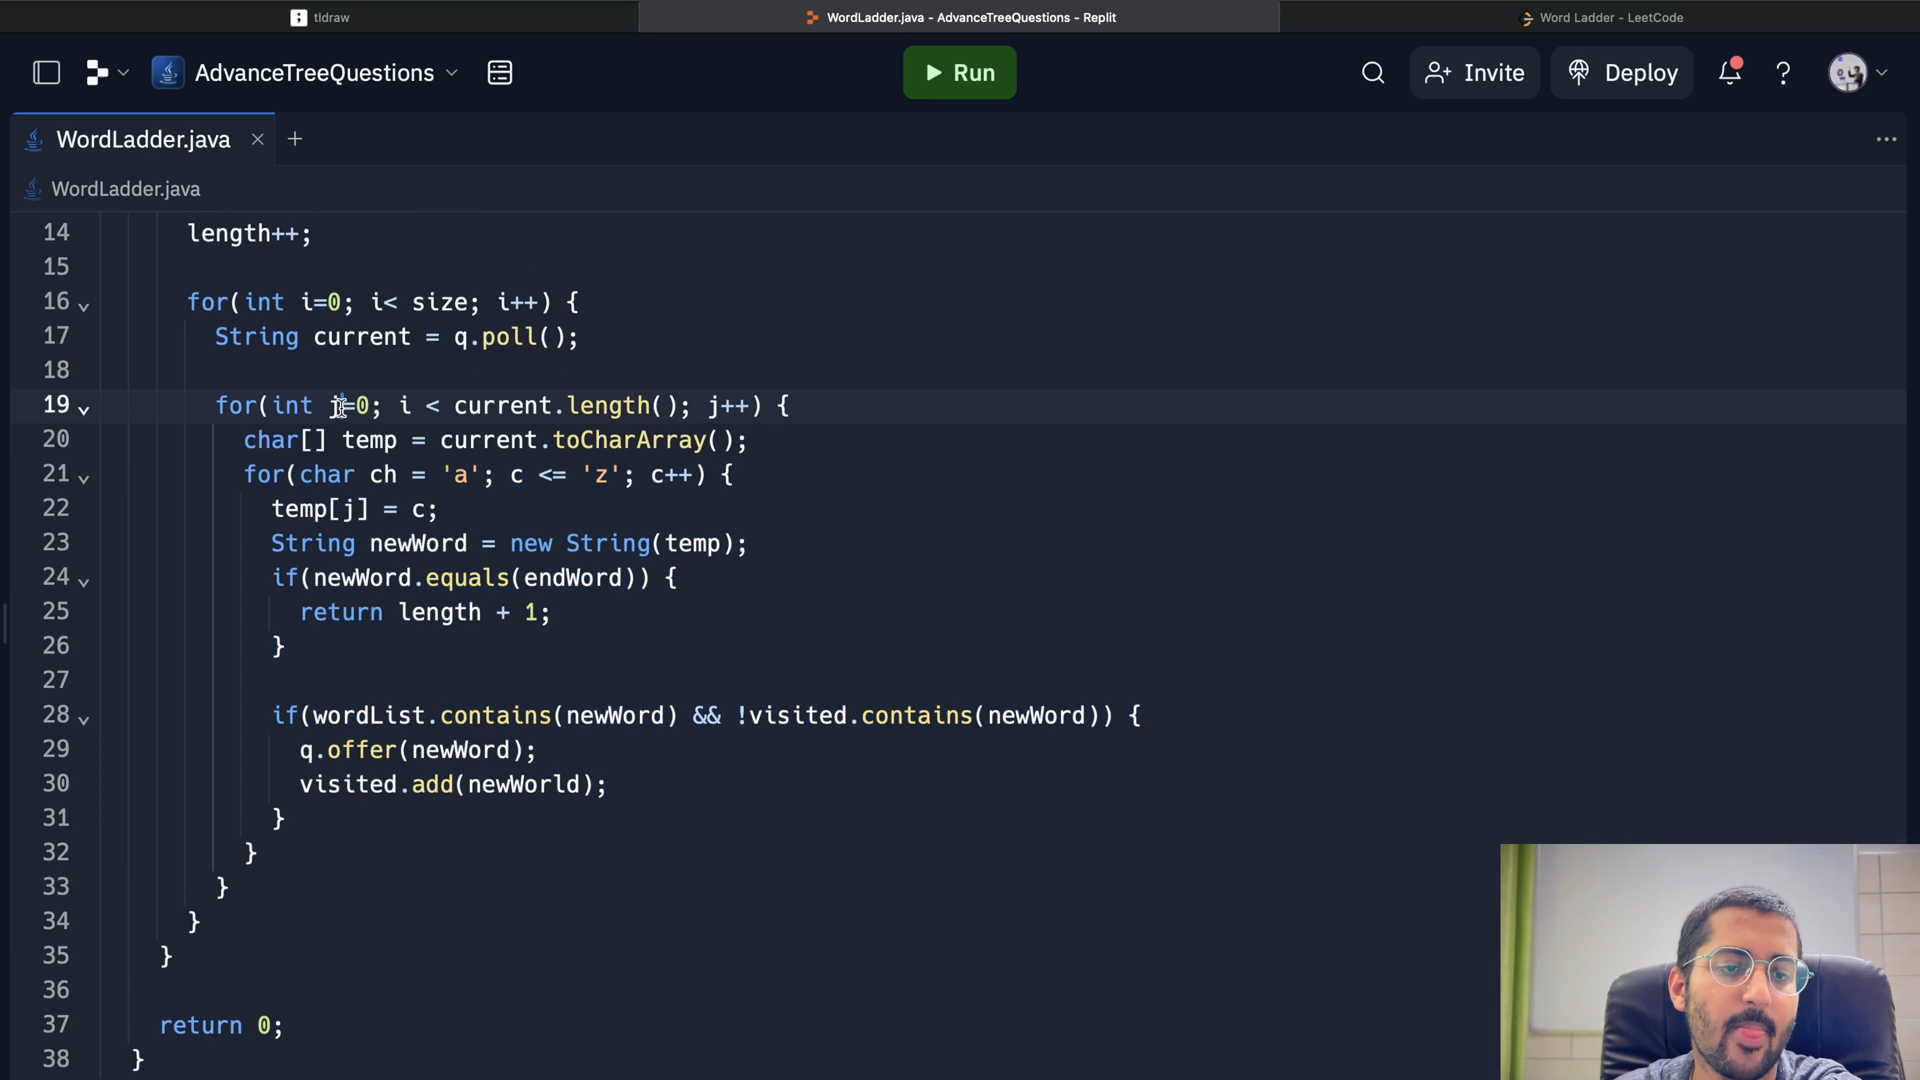 tldraw
WordLadder.java - AdvanceTreeQuestions - Replit
Word Ladder - LeetCode
AdvanceTreeQuestions
Run
Invite
Deploy
?
WordLadder.java
WordLadder.java
14 length++;
15
16 for(int i=0; i< size; i++) {
17 String current = q.poll();
18
19 for(int j=0; i < current.length(); j++) {
20 char[] temp = current.toCharArray();
21 for(char ch = 'a'; c <= 'z'; c++) {
22 temp[j] = c;
23 String newWord = new String(temp);
24 if(newWord.equals(endWord)) {
25 return length + 1;
26 }
27
28 if(wordList.contains(newWord) && !visited.contains(newWord)) {
29 q.offer(newWord);
30 visited.add(newWorld);
31 }
32 }
33 }
34 }
35 }
36
37 return 0;
38 }